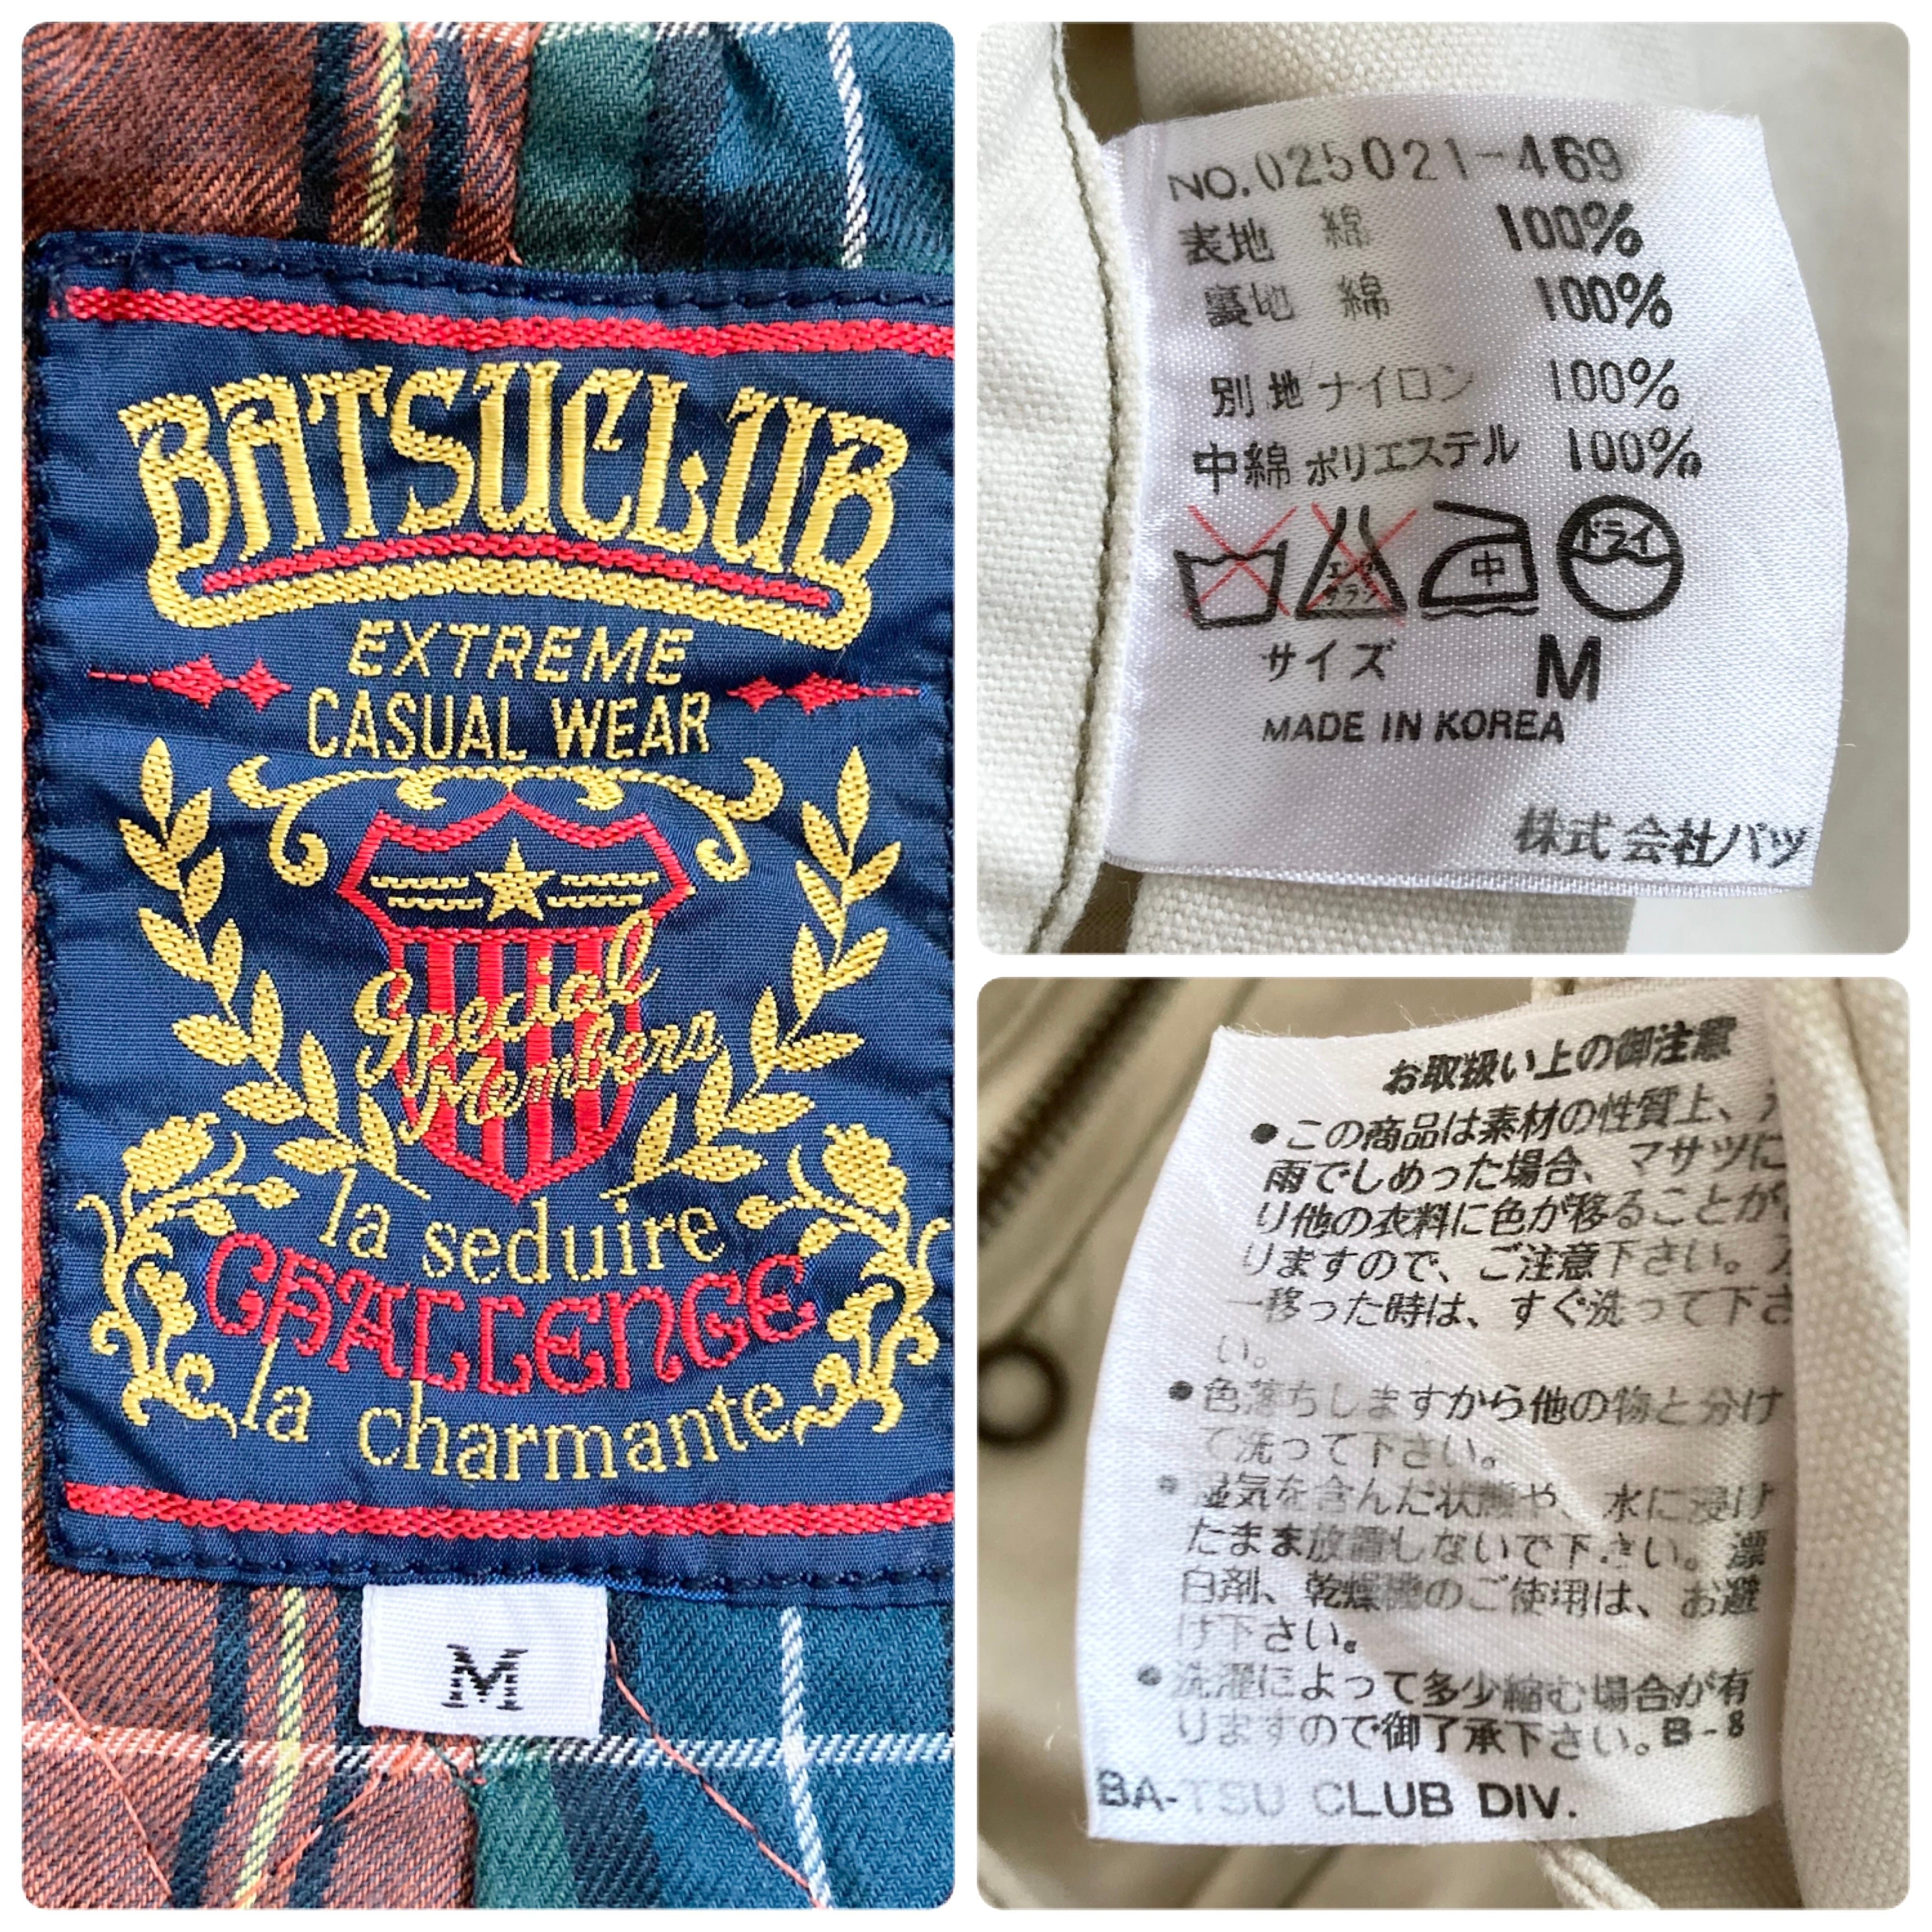 BATSUCLUB
EXTREME
CASUAL WEAR
Special
Members
la seduire
CHALLENGE
la charmante
M
NO.025021-469
表地 綿 100%
裏地 綿 100%
別地 ナイロン 100%
中綿 ポリエステル 100%
エンソ
サラシ
中
ドライ
サイズ M
MADE IN KOREA
株式会社バツ
お取扱い上の御注意
●この商品は素材の性質上、
雨でしめった場合、マサツに
り他の衣料に色が移ることが
りますので、ご注意下さい。
一移った時は、すぐ洗って下さ
い。
●色落ちしますから他の物と分け
て洗って下さい。
●湿気を含んだ状態や、水に浸け
たまま放置しないで下さい。漂
白剤、乾燥機のご使用は、お避
け下さい。
●洗濯によって多少縮む場合が有
りますので御了承下さい。B-8
BA-TSU CLUB DIV.